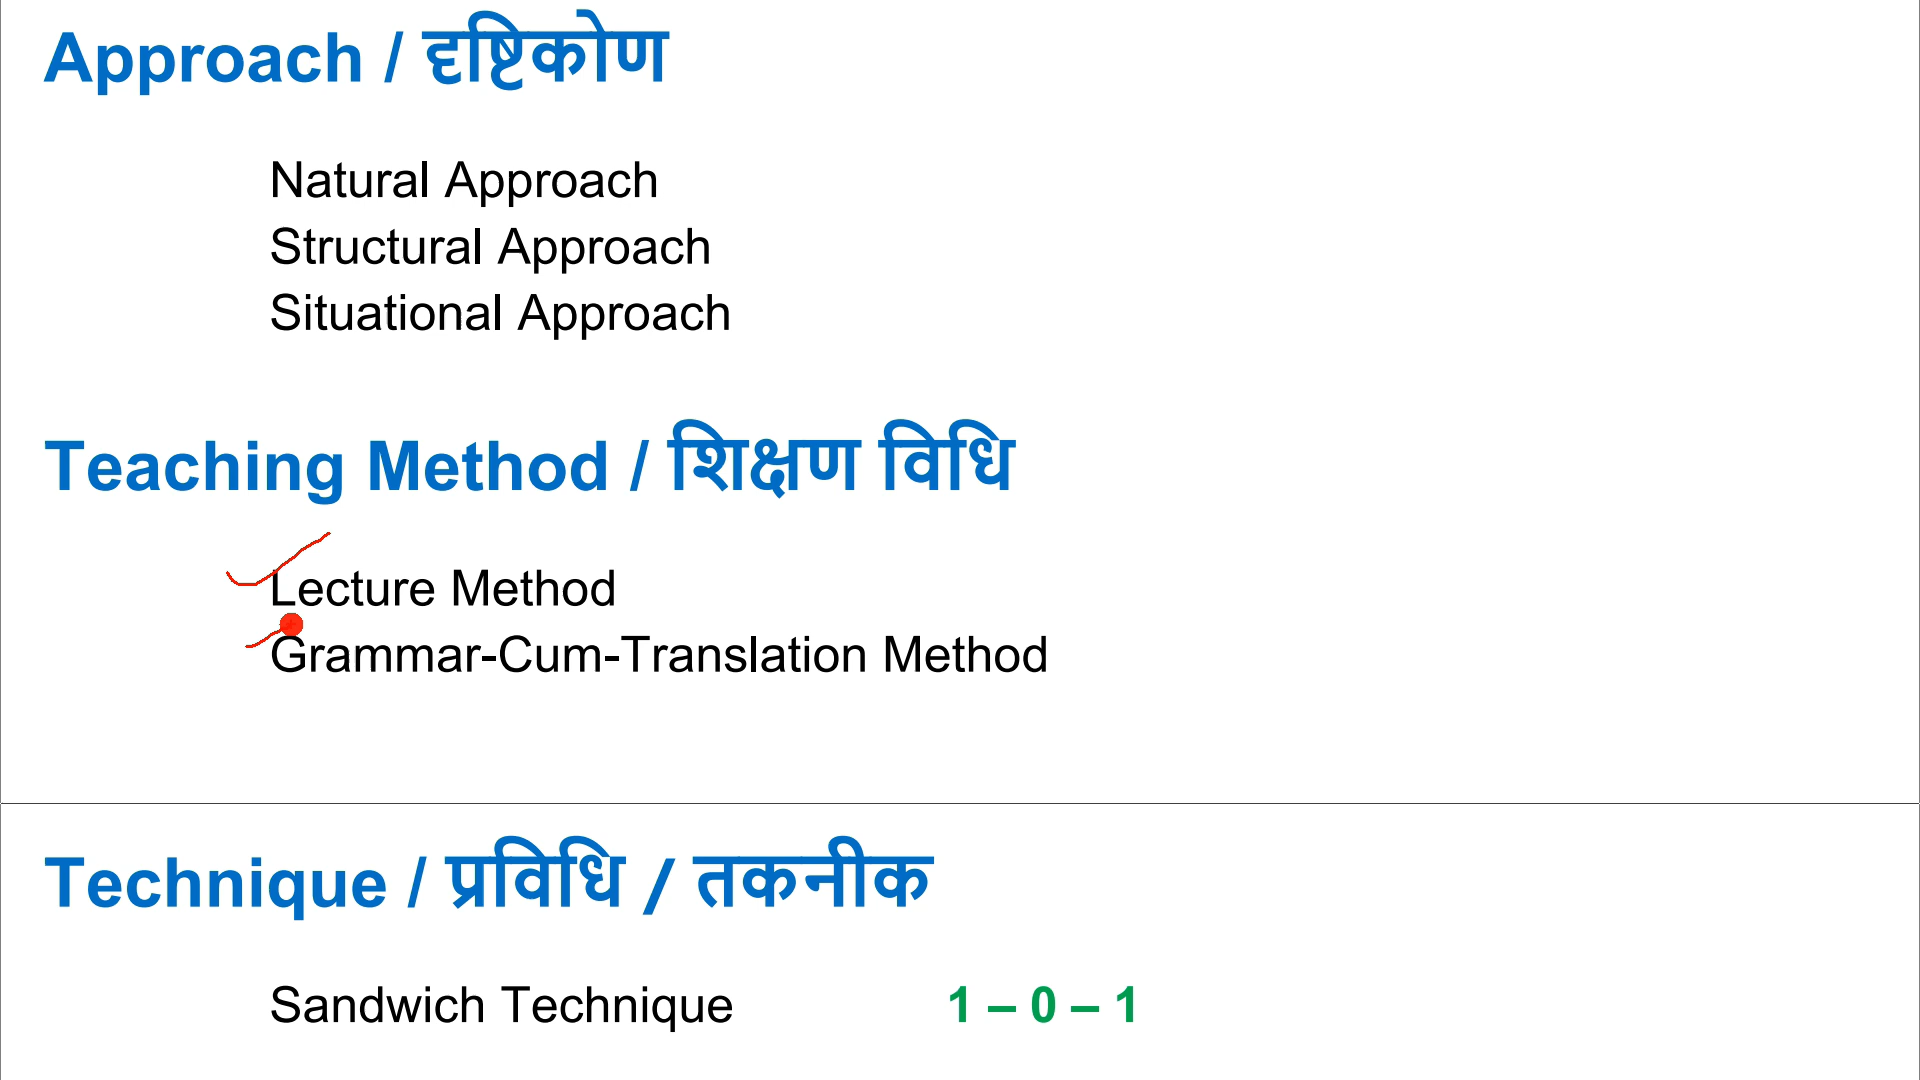 Approach / दृष्टिकोण
Natural Approach
Structural Approach
Situational Approach
Teaching Method / शिक्षण विधि
Lecture Method
Grammar-Cum-Translation Method
Technique / प्रविधि / तकनीक
Sandwich Technique 1 – 0 – 1